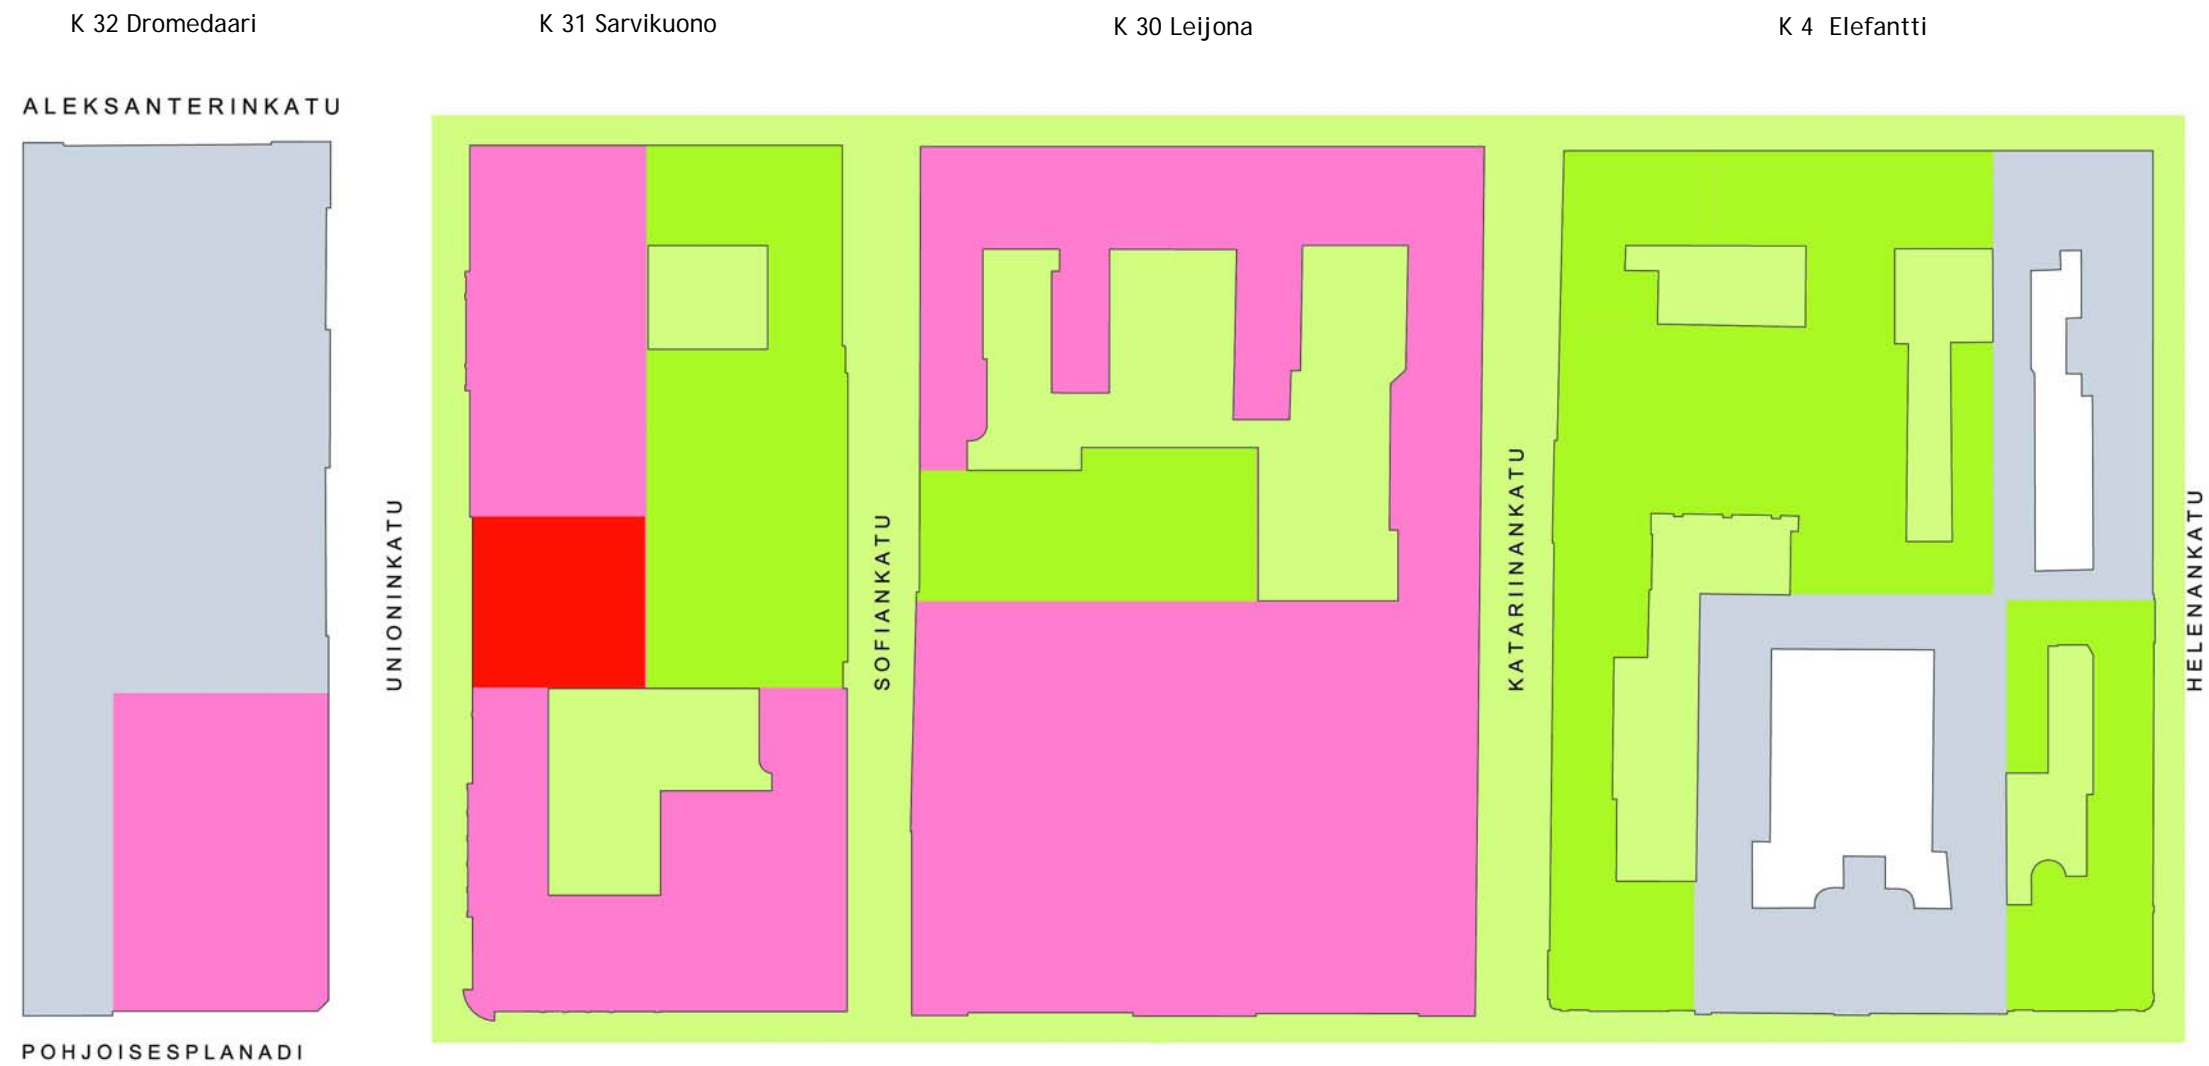 K 32 Dromedaari
K 31 Sarvikuono
K 30 Leijona
K 4 Elefantti
ALEKSANTERINKATU
UNIONINKATU
SOFIANKATU
KATARIINANKATU
HELENANKATU
POHJOISESPLANADI